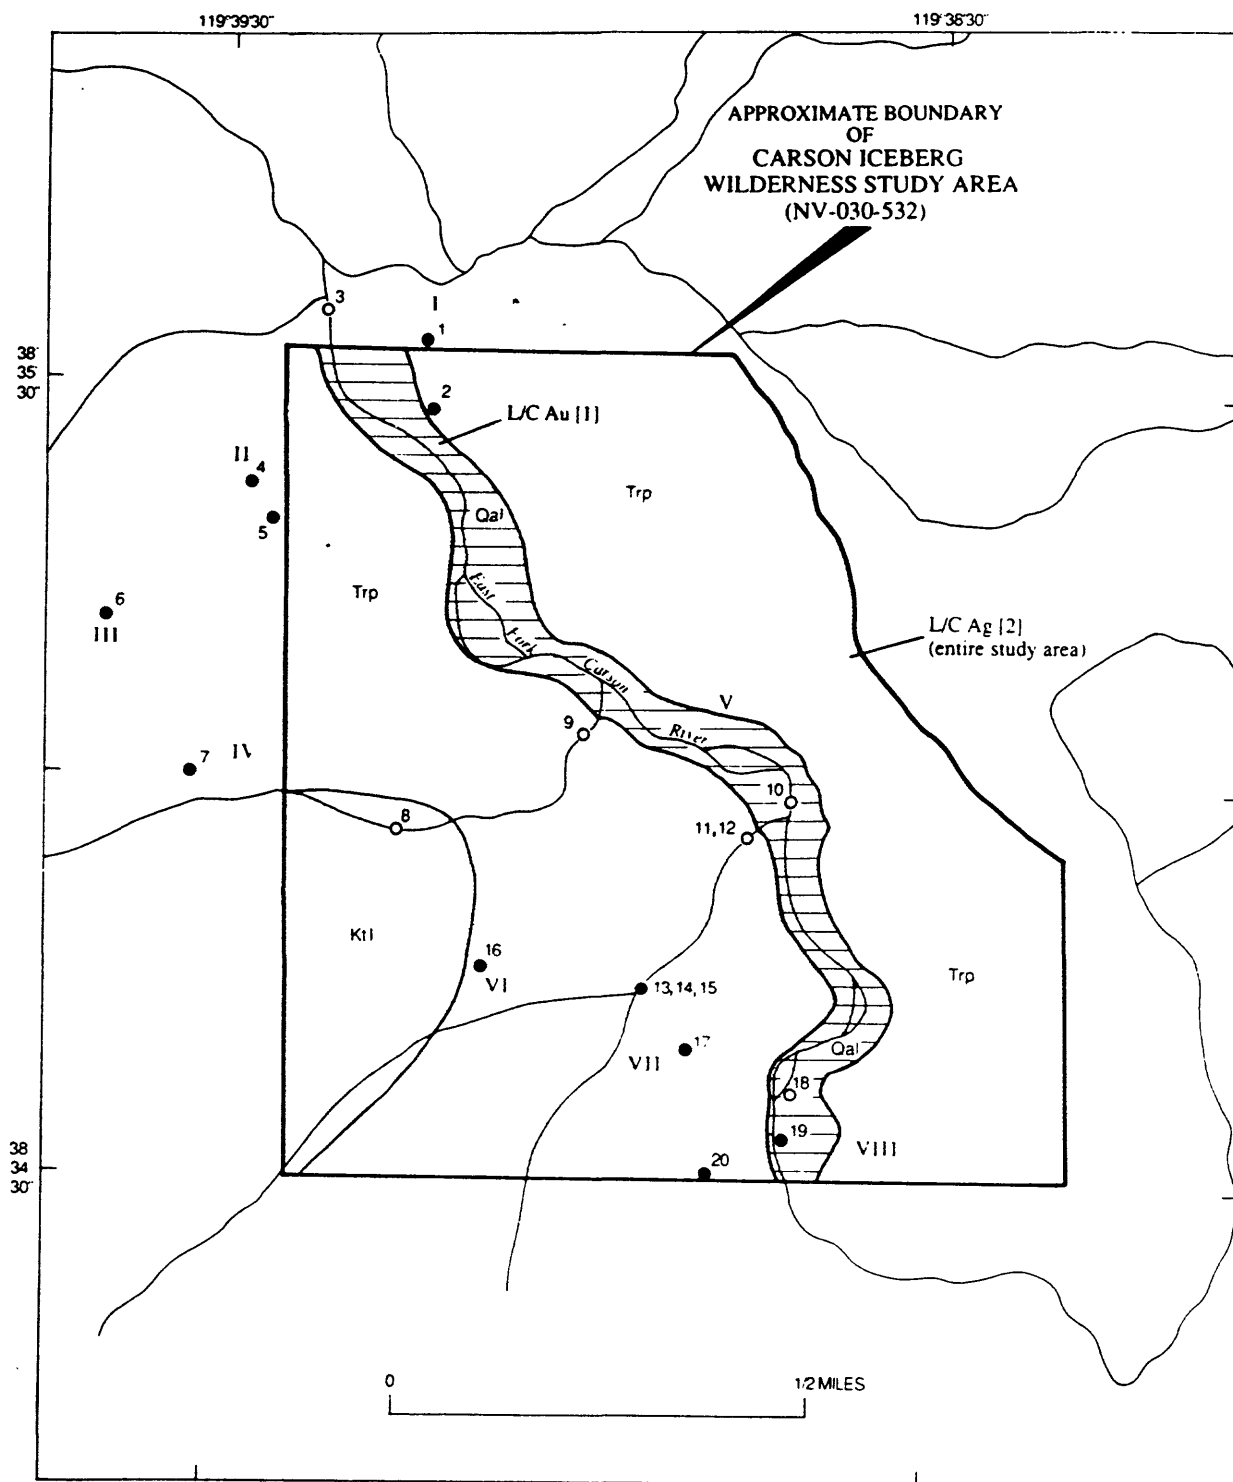 119°39'30"
119°38'30"
APPROXIMATE BOUNDARY
OF
CARSON ICEBERG
WILDERNESS STUDY AREA
(NV-030-532)
3
I
1
38°
35'
30"
2
L/C Au [1]
II
4
Trp
Qal
5
East
Trp
6
III
Fork
L/C Ag [2]
(entire study area)
Carson
V
9
River
IV
7
10
8
11, 12
Ktl
16
VI
Trp
13, 14, 15
Qal
17
VII
18
19
VIII
38
34
30"
20
0
1/2 MILES